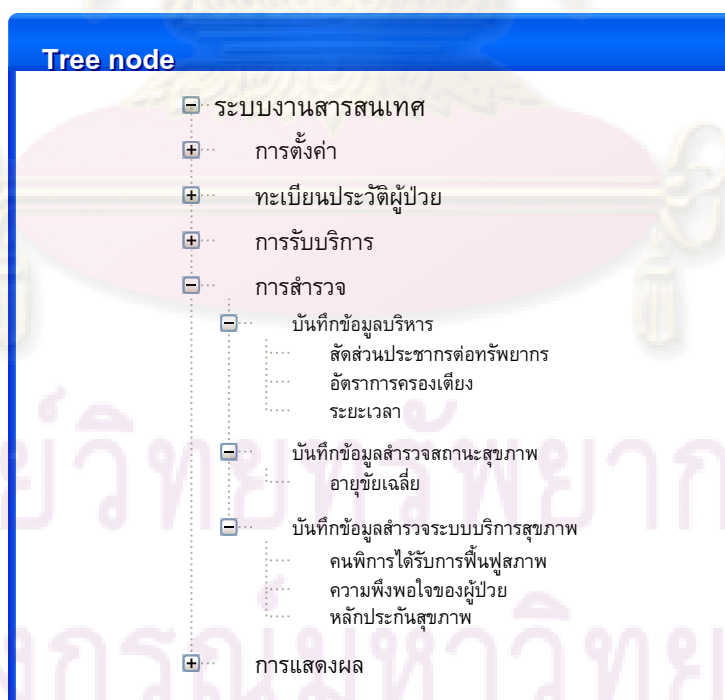 Tree node
ระบบงานสารสนเทศ
การตั้งค่า
ทะเบียนประวัติผู้ป่วย
การรับบริการ
การสำรวจ
บันทึกข้อมูลบริหาร
สัดส่วนประชากรต่อทรัพยากร
อัตราการครองเตียง
ระยะเวลา
บันทึกข้อมูลสำรวจสถานะสุขภาพ
อายุขัยเฉลี่ย
บันทึกข้อมูลสำรวจระบบบริการสุขภาพ
คนพิการได้รับการฟื้นฟูสภาพ
ความพึงพอใจของผู้ป่วย
หลักประกันสุขภาพ
การแสดงผล